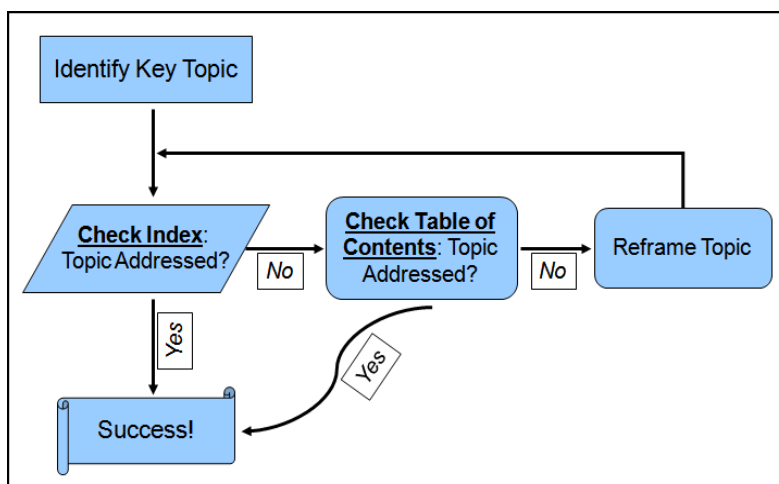 Identify Key Topic
Check Index:
Topic Addressed?
No
Check Table of
Contents: Topic
Addressed?
No
Reframe Topic
Yes
Yes
Success!